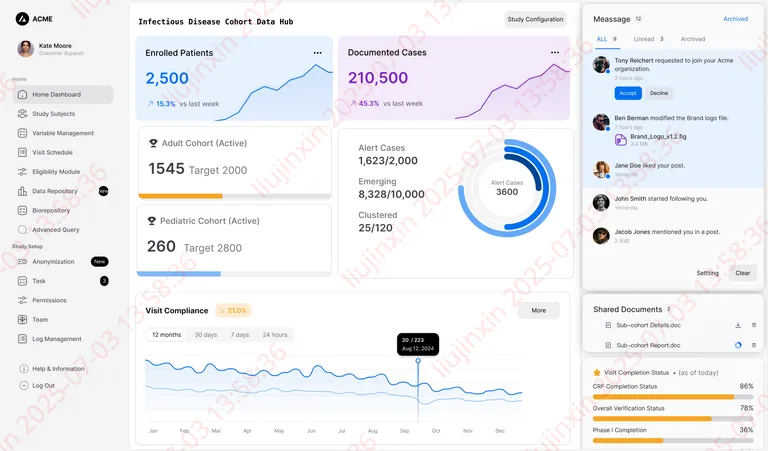 ACME
Kate Moore
Customer Support
Home
Home Dashboard
Study Subjects
Variable Management
Visit Schedule
Eligibility Module
Data Repository
New
Biorepository
Advanced Query
Study Setup
Anonymization
New
Task
3
Permissions
Team
Log Management
Help & Information
Log Out
Infectious Disease Cohort Data Hub
Study Configuration
Enrolled Patients
2,500
15.3% vs last week
Documented Cases
210,500
45.3% vs last week
Adult Cohort (Active)
1545 Target 2000
Pediatric Cohort (Active)
260 Target 2800
Alert Cases
1,623/2,000
Emerging
8,328/10,000
Clustered
25/120
Alert Cases
3600
Visit Compliance
21.0%
More
12 months
30 days
7 days
24 hours
20 / 223
Aug 12, 2024
Jan Feb Mar Apr May Jun Jul Aug Sep Oct. Nov Dec.
Meassage 12
Archived
ALL 9
Unread 3
Archived
Tony Reichert requested to join your Acme
organization.
3 hours ago
Accept
Decline
Ben Berman modified the Brand logo file.
7 hours ago
Brand_Logo_v1.2.fig
3.4 MB
Jane Doe liked your post.
Yesterday
John Smith started following you.
Yesterday
Jacob Jones mentioned you in a post.
2 天前
Setting
Clear
Shared Documents 2
Sub-cohort Details.doc
Sub-cohort Report.doc
Visit Completion Status • (as of today)
CRF Completion Status 86%
Overall Verification Status 78%
Phase I Completion 36%
liujinxin 2025-07-03 13:58:36